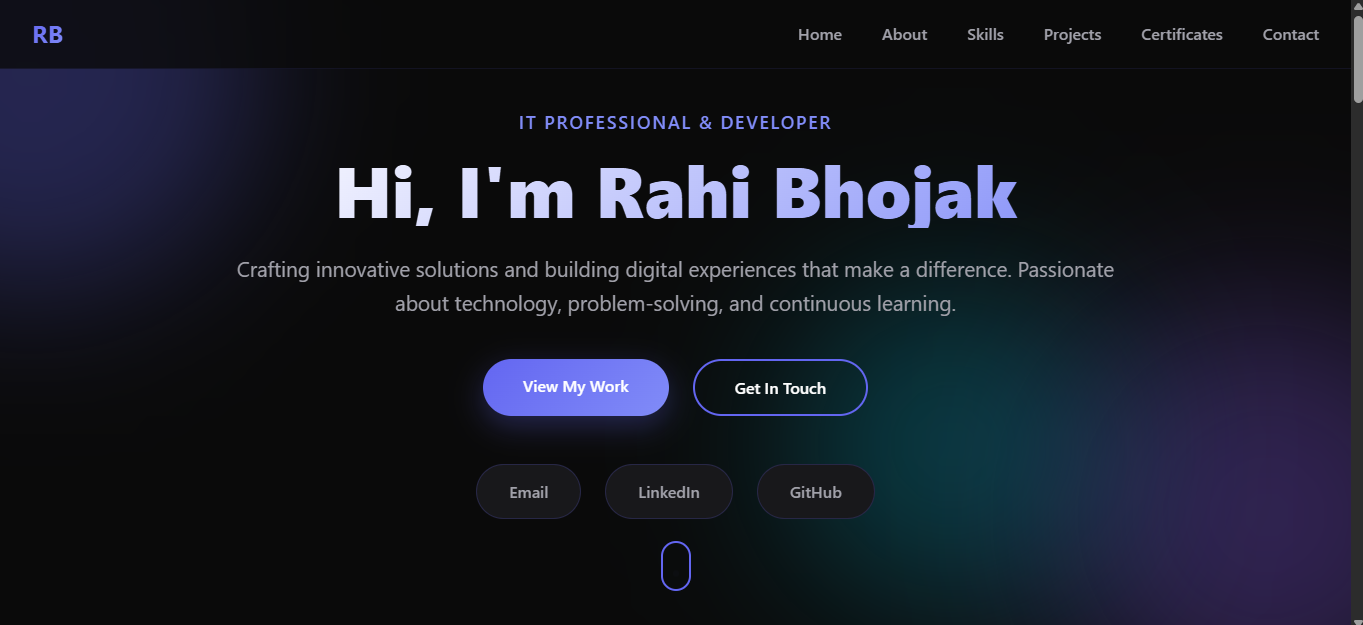 RB
Home About Skills Projects Certificates Contact
IT PROFESSIONAL & DEVELOPER
Hi, I'm Rahi Bhojak
Crafting innovative solutions and building digital experiences that make a difference. Passionate
about technology, problem-solving, and continuous learning.
View My Work
Get In Touch
Email
LinkedIn
GitHub